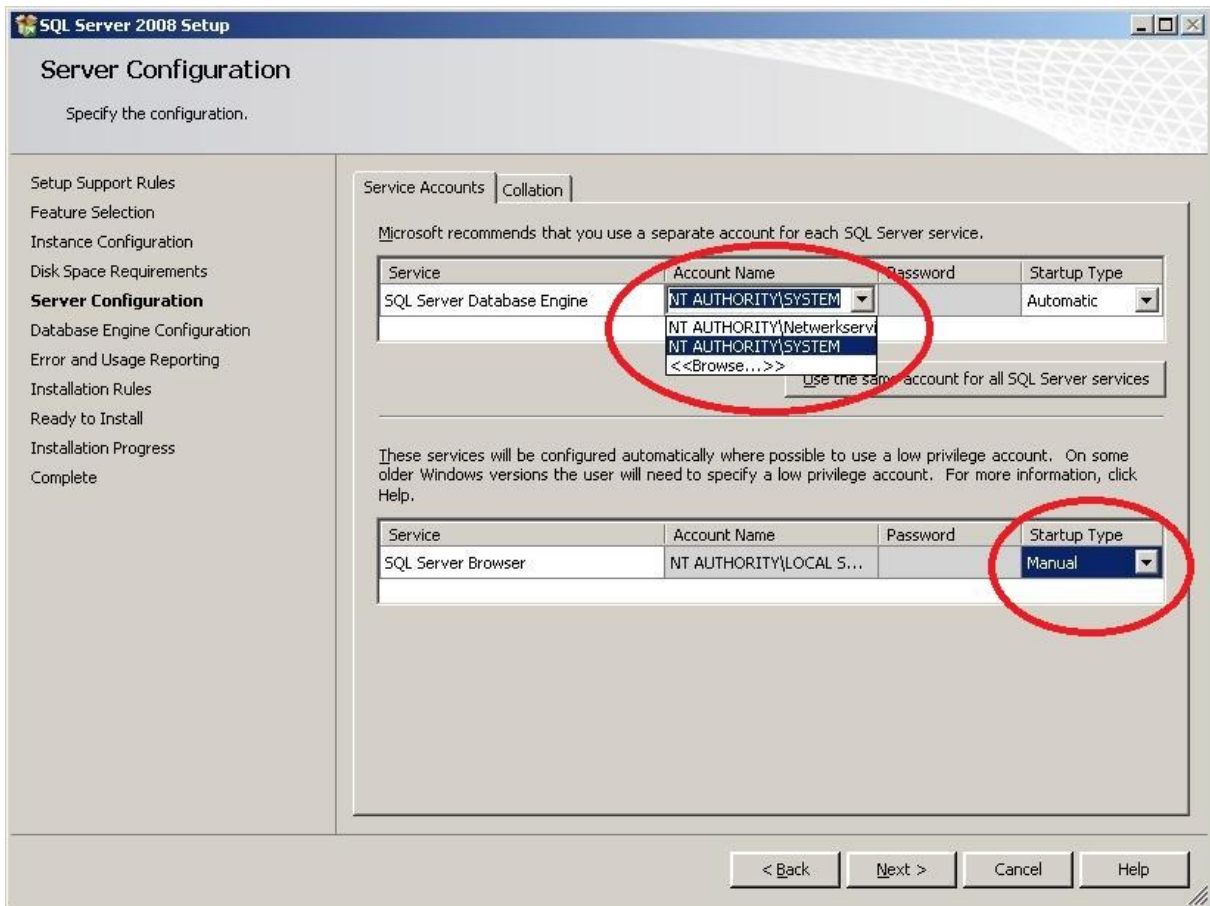 SQL Server 2008 Setup
Server Configuration
Specify the configuration.
Setup Support Rules
Feature Selection
Instance Configuration
Disk Space Requirements
Server Configuration
Database Engine Configuration
Error and Usage Reporting
Installation Rules
Ready to Install
Installation Progress
Complete
Service Accounts Collation
Microsoft recommends that you use a separate account for each SQL Server service.
Service Account Name Password Startup Type
SQL Server Database Engine NT AUTHORITY\SYSTEM Automatic
NT AUTHORITY\Netwerkservi
NT AUTHORITY\SYSTEM
<<Browse...>>
Use the same account for all SQL Server services
These services will be configured automatically where possible to use a low privilege account. On some
older Windows versions the user will need to specify a low privilege account. For more information, click
Help.
Service Account Name Password Startup Type
SQL Server Browser NT AUTHORITY\LOCAL S... Manual
< Back Next > Cancel Help